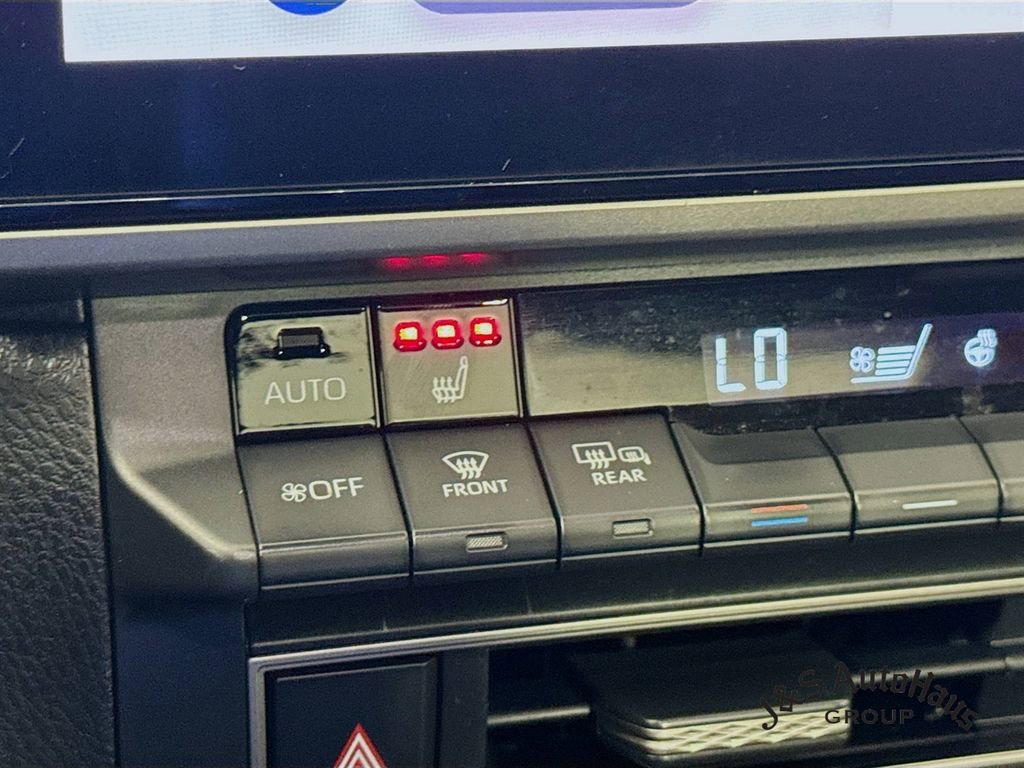 AUTO
LO
OFF
FRONT
REAR
J&S AutoHaus
GROUP